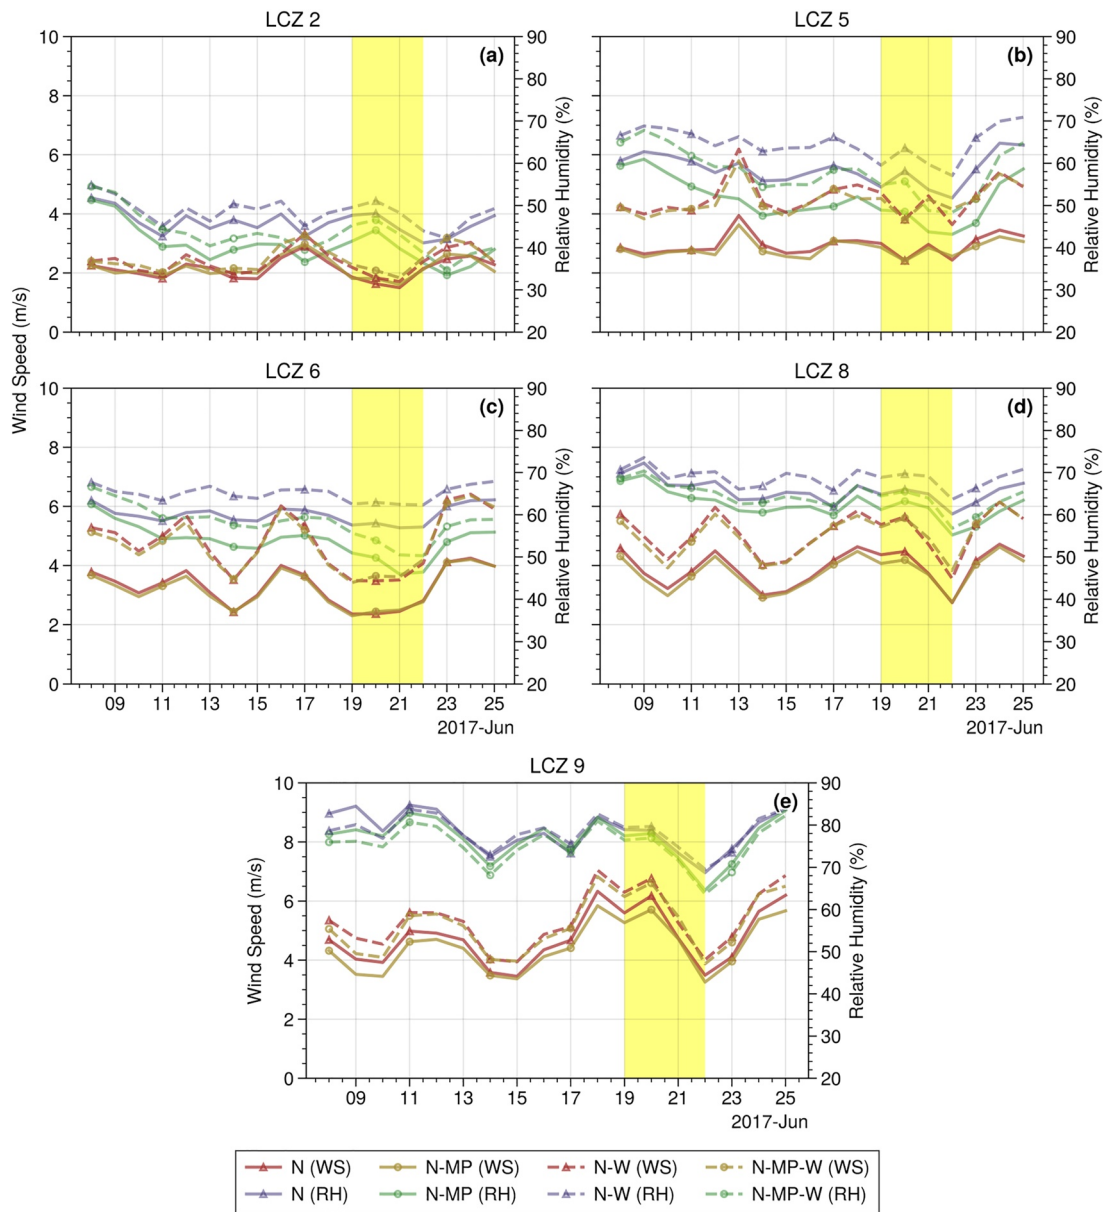 LCZ 2
LCZ 5
10
8
6
4
2
0
(a)
90
80
70
60
50
40
30
20
Relative Humidity (%)
10
8
6
4
2
0
(b)
90
80
70
60
50
40
30
20
Relative Humidity (%)
Wind Speed (m/s)
LCZ 6
LCZ 8
10
8
6
4
2
0
(c)
90
80
70
60
50
40
30
20
Relative Humidity (%)
09 11 13 15 17 19 21 23 25
2017-Jun
10
8
6
4
2
0
(d)
90
80
70
60
50
40
30
20
Relative Humidity (%)
09 11 13 15 17 19 21 23 25
2017-Jun
LCZ 9
10
8
6
4
2
0
Wind Speed (m/s)
(e)
90
80
70
60
50
40
30
20
Relative Humidity (%)
09 11 13 15 17 19 21 23 25
2017-Jun
N (WS) N-MP (WS) N-W (WS) N-MP-W (WS)
N (RH) N-MP (RH) N-W (RH) N-MP-W (RH)